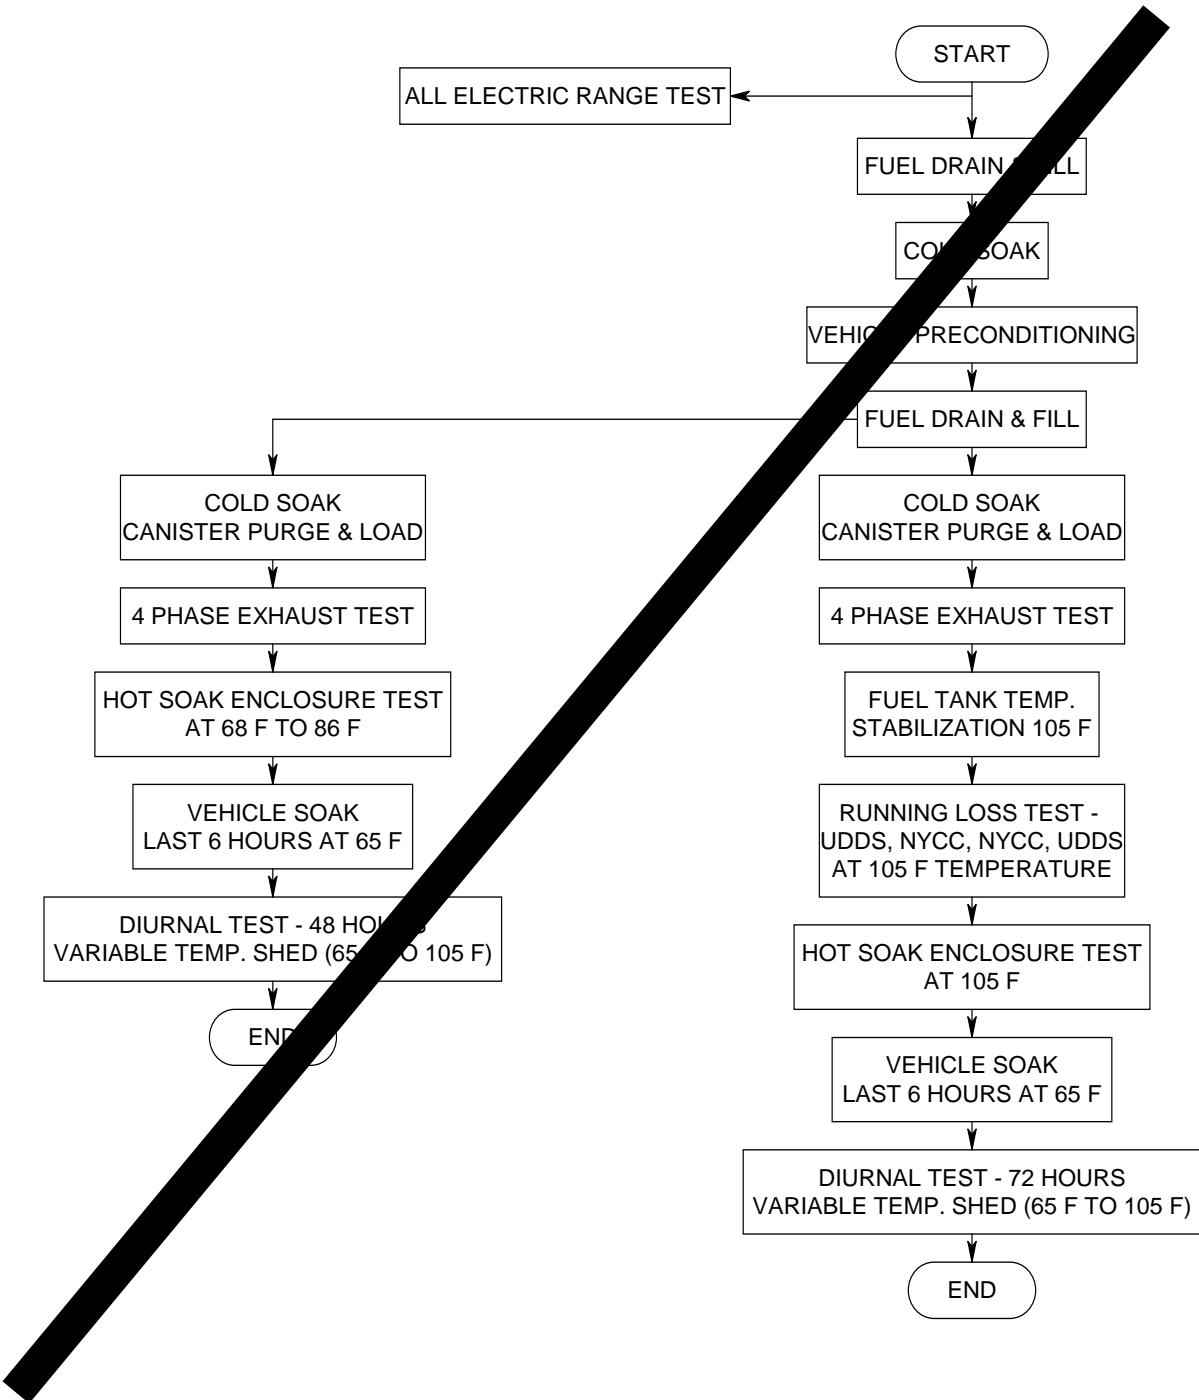 START
ALL ELECTRIC RANGE TEST
FUEL DRAIN
COLD SOAK
VEHICLE PRECONDITIONING
FUEL DRAIN & FILL
COLD SOAK
CANISTER PURGE & LOAD
4 PHASE EXHAUST TEST
HOT SOAK ENCLOSURE TEST
AT 68 F TO 86 F
VEHICLE SOAK
LAST 6 HOURS AT 65 F
DIURNAL TEST - 48 HOURS
VARIABLE TEMP. SHED (65 F TO 105 F)
END
COLD SOAK
CANISTER PURGE & LOAD
4 PHASE EXHAUST TEST
FUEL TANK TEMP.
STABILIZATION 105 F
RUNNING LOSS TEST -
UDDS, NYCC, NYCC, UDDS
AT 105 F TEMPERATURE
HOT SOAK ENCLOSURE TEST
AT 105 F
VEHICLE SOAK
LAST 6 HOURS AT 65 F
DIURNAL TEST - 72 HOURS
VARIABLE TEMP. SHED (65 F TO 105 F)
END